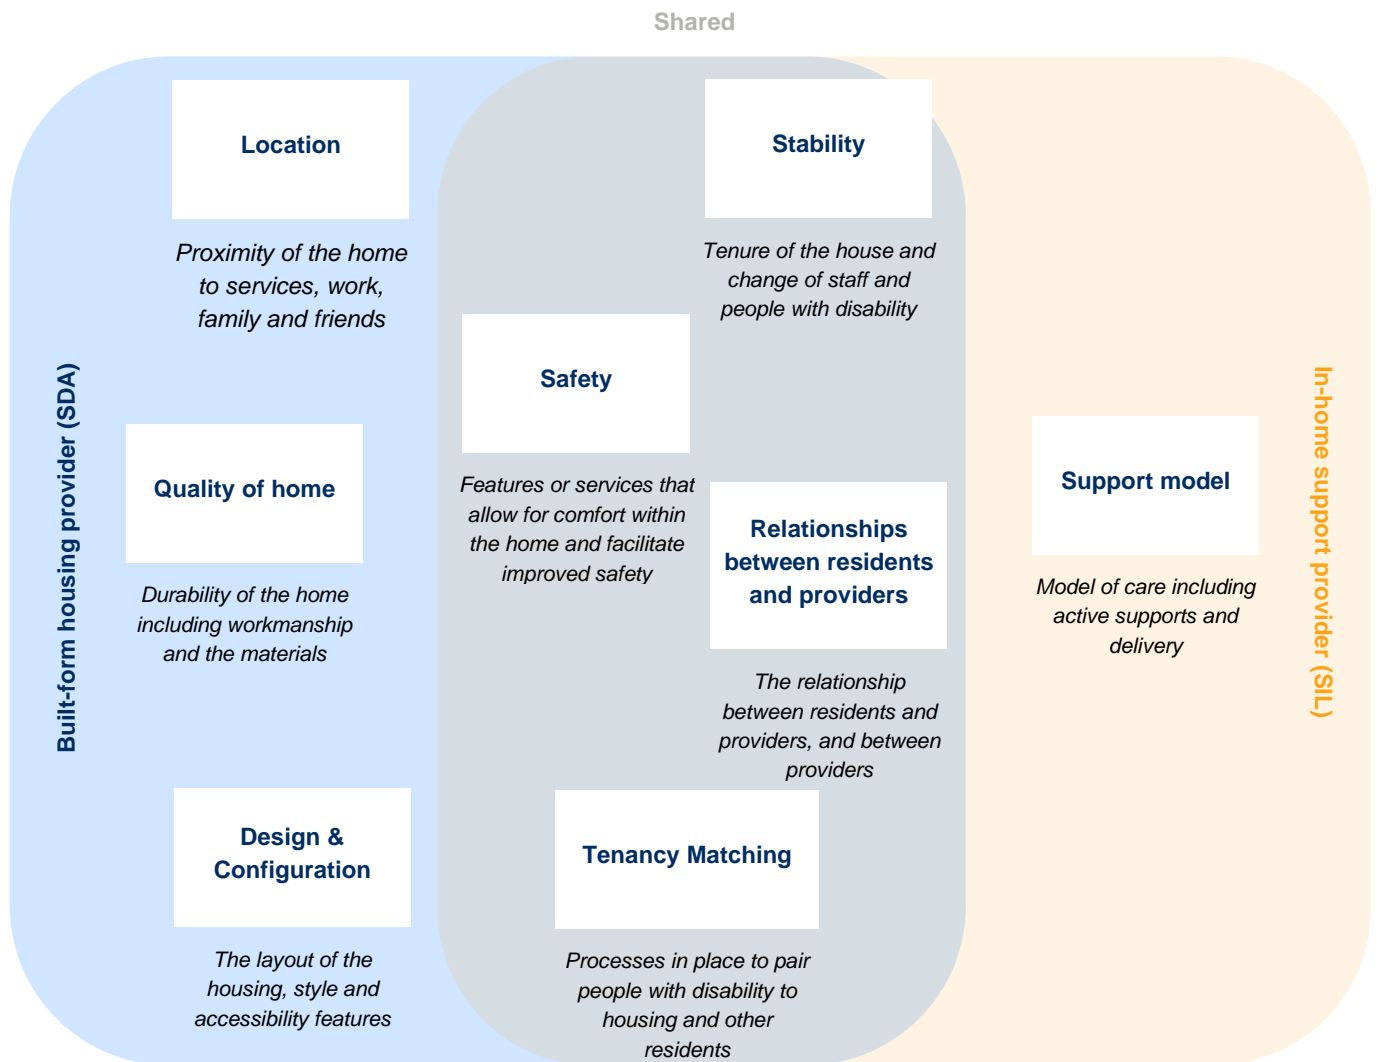 Shared
Built-form housing provider (SDA)
Location
Proximity of the home
to services, work,
family and friends
Quality of home
Durability of the home
including workmanship
and the materials
Design &
Configuration
The layout of the
housing, style and
accessibility features
Stability
Tenure of the house and
change of staff and
people with disability
Safety
Features or services that
allow for comfort within
the home and facilitate
improved safety
Relationships
between residents
and providers
The relationship
between residents and
providers, and between
providers
Tenancy Matching
Processes in place to pair
people with disability to
housing and other
residents
Support model
Model of care including
active supports and
delivery
In-home support provider (SIL)